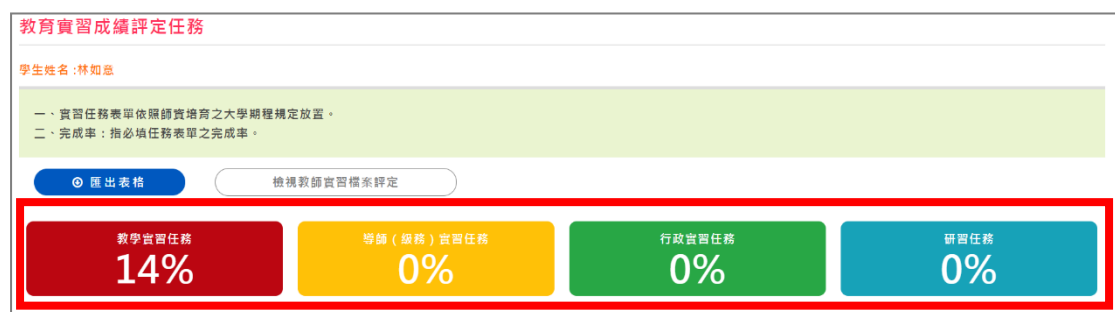 教育實習成績評定任務
學生姓名:林如意
一、實習任務表單依照師資培育之大學期程規定放置。
二、完成率:指必填任務表單之完成率。
匯出表格 檢視教師實習檔案評定
教學實習任務 導師(級務)實習任務 行政實習任務 研習任務
14% 0% 0% 0%